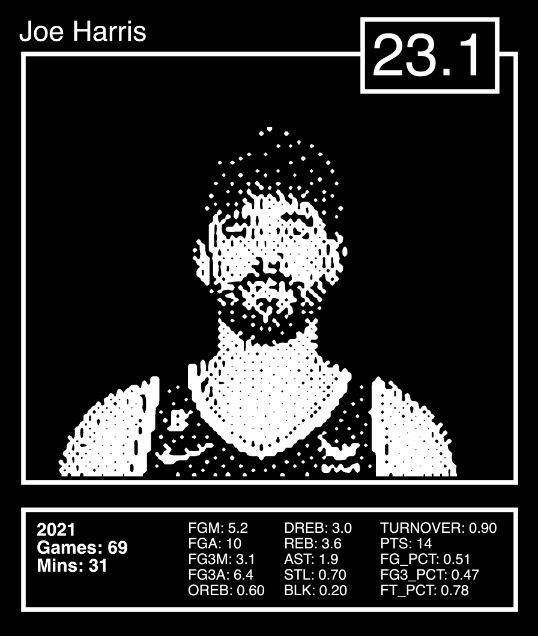 Joe Harris
23.1
B
2021
Games: 69
Mins: 31
FGM: 5.2
FGA: 10
FG3M: 3.1
FG3A: 6.4
OREB: 0.60
DREB: 3.0
REB: 3.6
AST: 1.9
STL: 0.70
BLK: 0.20
TURNOVER: 0.90
PTS: 14
FG_PCT: 0.51
FG3_PCT: 0.47
FT_PCT: 0.78